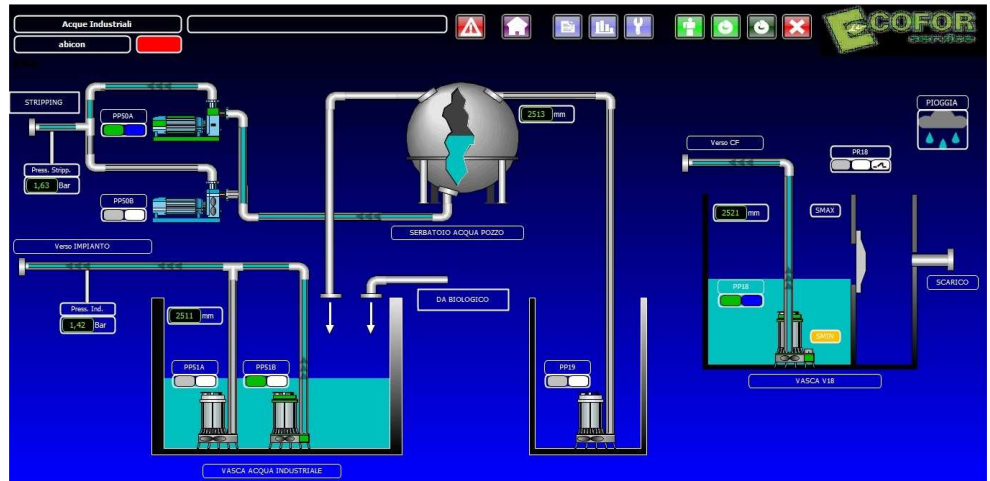 Acque Industriali
abicon
ECOFOR
service
STRIPPING
PP50A
2513 mm
PIOGGIA
Verso CF
PR18
Press. Stripp.
1,63 Bar
PP50B
2521 mm
SMAX
SERBATOIO ACQUA POZZO
Verso IMPIANTO
SCARICO
PP18
DA BIOLOGICO
Press. Ind.
1,42 Bar
2511 mm
SMIN
PP51A
PP51B
PP19
VASCA V18
VASCA ACQUA INDUSTRIALE